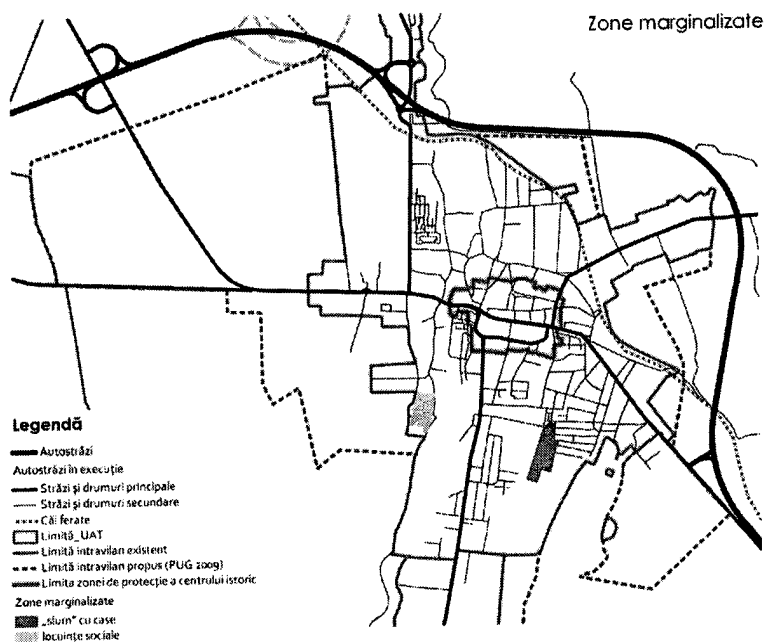 Zone marginalizate
Legendă
Autostrăzi
Autostrăzi în execuție
Străzi și drumuri principale
Străzi și drumuri secundare
Căi ferate
Limită_UAT
Limită intravilan existent
Limită intravilan propus (PUG 2009)
Limita zonei de protecție a centrului istoric
Zone marginalizate
„slum" cu case
locuințe sociale